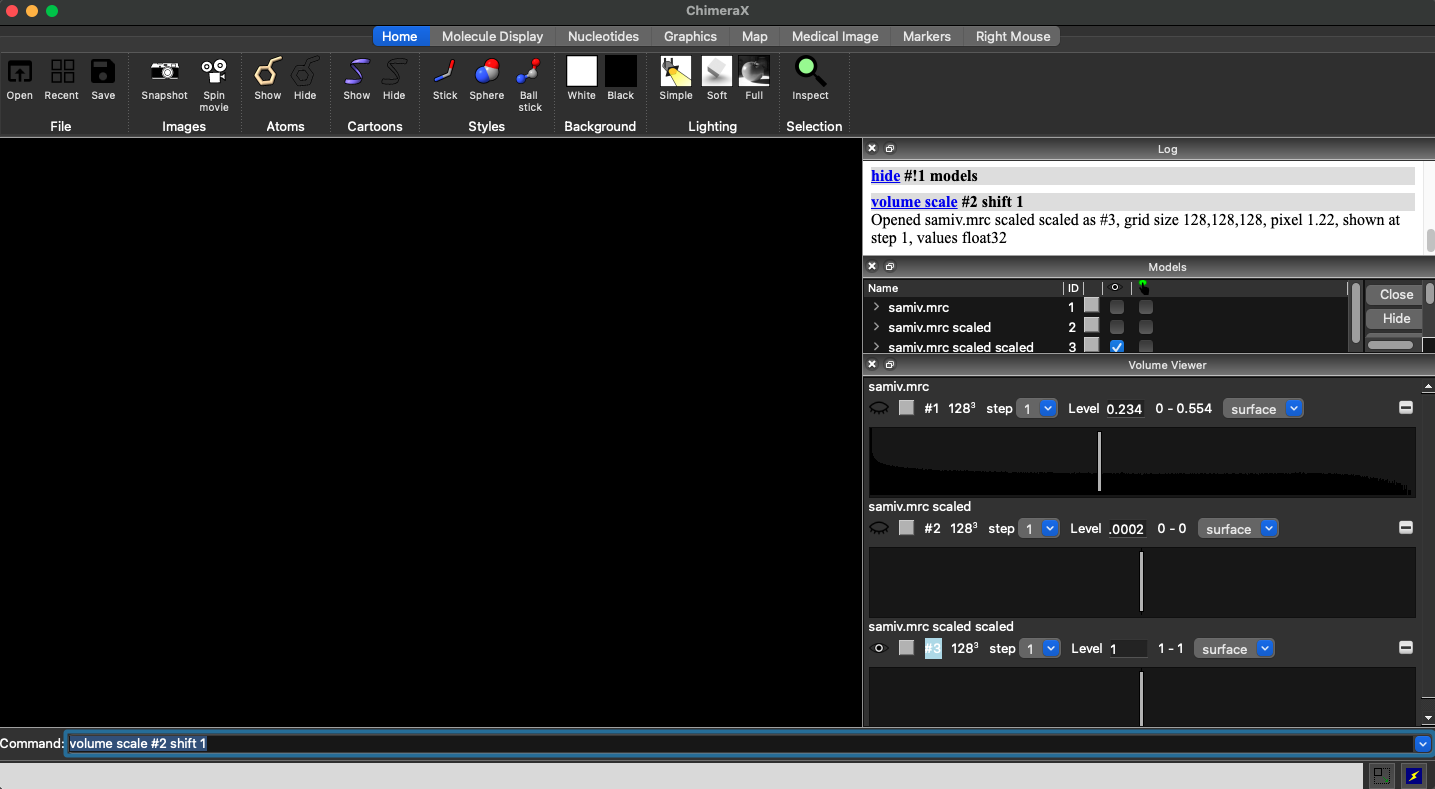 ChimeraX
Home Molecule Display Nucleotides Graphics Map Medical Image Markers Right Mouse
Open Recent Save Snapshot Spin movie Show Hide Show Hide Stick Sphere Ball stick White Black Simple Soft Full Inspect
File Images Atoms Cartoons Styles Background Lighting Selection
Log
hide #!1 models
volume scale #2 shift 1
Opened samiv.mrc scaled scaled as #3, grid size 128,128,128, pixel 1.22, shown at
step 1, values float32
Models
Name ID
samiv.mrc 1
samiv.mrc scaled 2
samiv.mrc scaled scaled 3
Close
Hide
Volume Viewer
samiv.mrc
#1 128³ step 1 Level 0.234 0 - 0.554 surface
samiv.mrc scaled
#2 128³ step 1 Level .0002 0 - 0 surface
samiv.mrc scaled scaled
#3 128³ step 1 Level 1 1 - 1 surface
Command: volume scale #2 shift 1